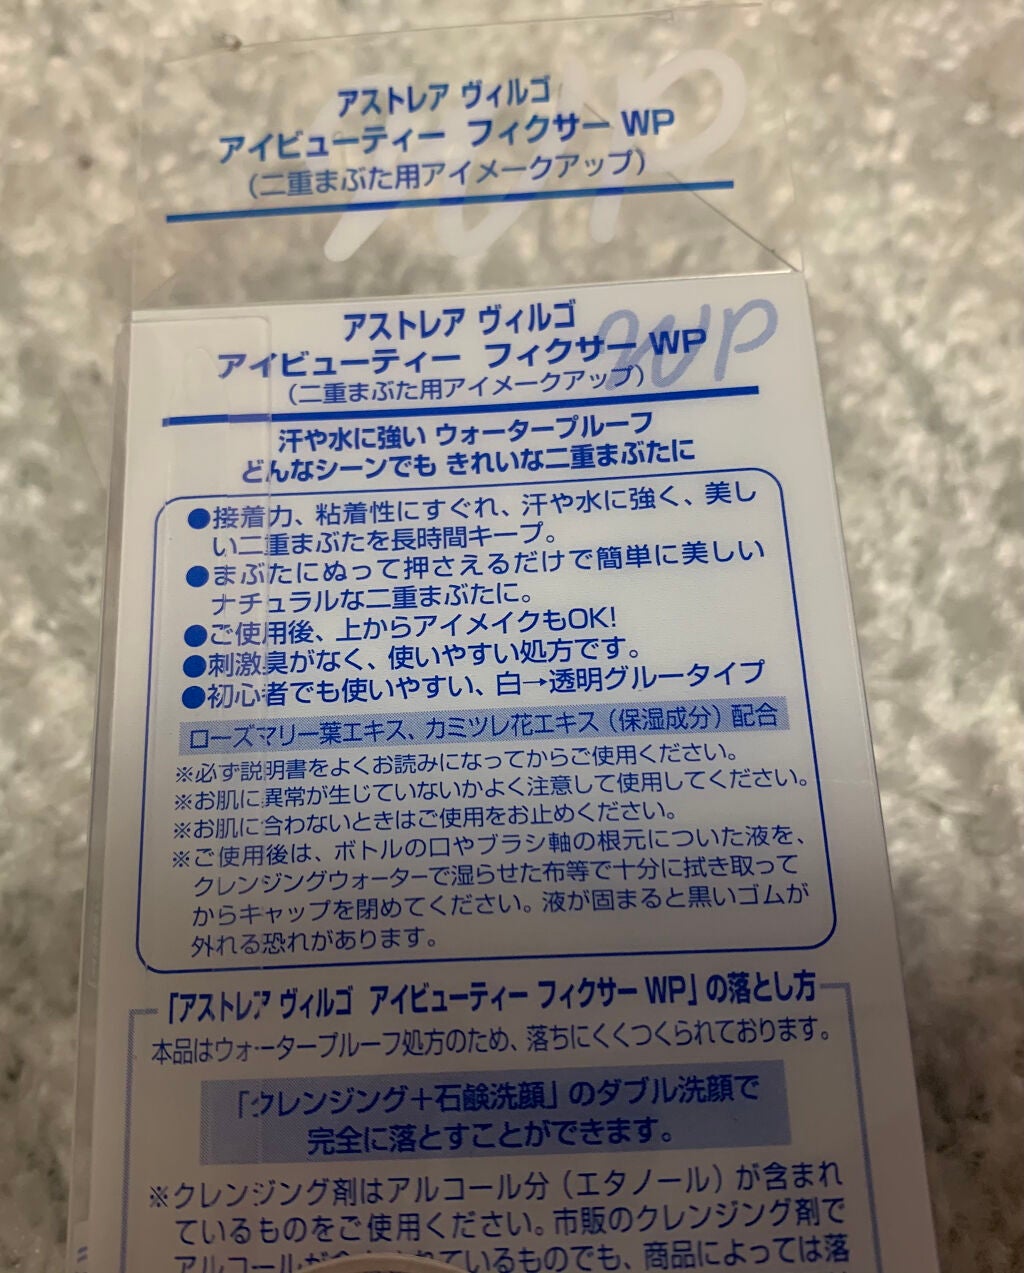 アストレア ヴィルゴ
アイビューティー フィクサー WP
(二重まぶた用アイメークアップ)
WP
アストレア ヴィルゴ
アイビューティー フィクサー WP
(二重まぶた用アイメークアップ)
WP
汗や水に強い ウォータープルーフ
どんなシーンでも きれいな二重まぶたに
●接着力、粘着性にすぐれ、汗や水に強く、美し
い二重まぶたを長時間キープ。
●まぶたにぬって押さえるだけで簡単に美しい
ナチュラルな二重まぶたに。
●ご使用後、上からアイメイクもOK!
●刺激臭がなく、使いやすい処方です。
●初心者でも使いやすい、白→透明グルータイプ
ローズマリー葉エキス、カミツレ花エキス(保湿成分)配合
※必ず説明書をよくお読みになってからご使用ください。
※お肌に異常が生じていないかよく注意して使用してください。
※お肌に合わないときはご使用をお止めください。
※ご使用後は、ボトルの口やブラシ軸の根元についた液を、
クレンジングウォーターで湿らせた布等で十分に拭き取って
からキャップを閉めてください。液が固まると黒いゴムが
外れる恐れがあります。
「アストレア ヴィルゴ アイビューティー フィクサー WP」の落とし方
本品はウォータープルーフ処方のため、落ちにくくつくられております。
「クレンジング+石鹸洗顔」のダブル洗顔で
完全に落とすことができます。
※クレンジング剤はアルコール分(エタノール)が含まれ
ているものをご使用ください。市販のクレンジング剤で
アルコールが含まれているものでも、商品によっては落